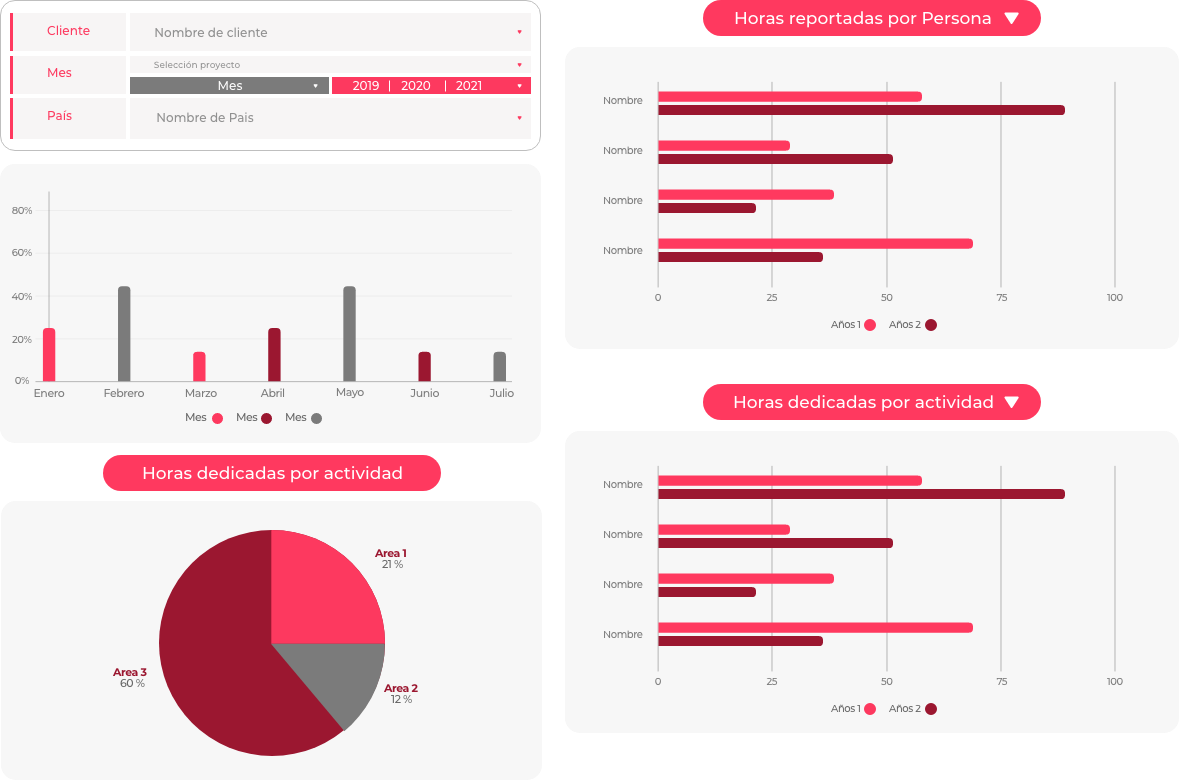 Cliente
Nombre de cliente
Mes
Selección proyecto
Mes
2019 | 2020 | 2021
Pais
Nombre de Pais
80%
60%
40%
20%
0%
Enero Febrero Marzo Abril Mayo Junio Julio
Mes Mes Mes
Horas dedicadas por actividad
Area 1
21 %
Area 3
60 %
Area 2
12 %
Horas reportadas por Persona
Nombre
Nombre
Nombre
Nombre
0 25 50 75 100
Años 1 Años 2
Horas dedicadas por actividad
Nombre
Nombre
Nombre
Nombre
0 25 50 75 100
Años 1 Años 2